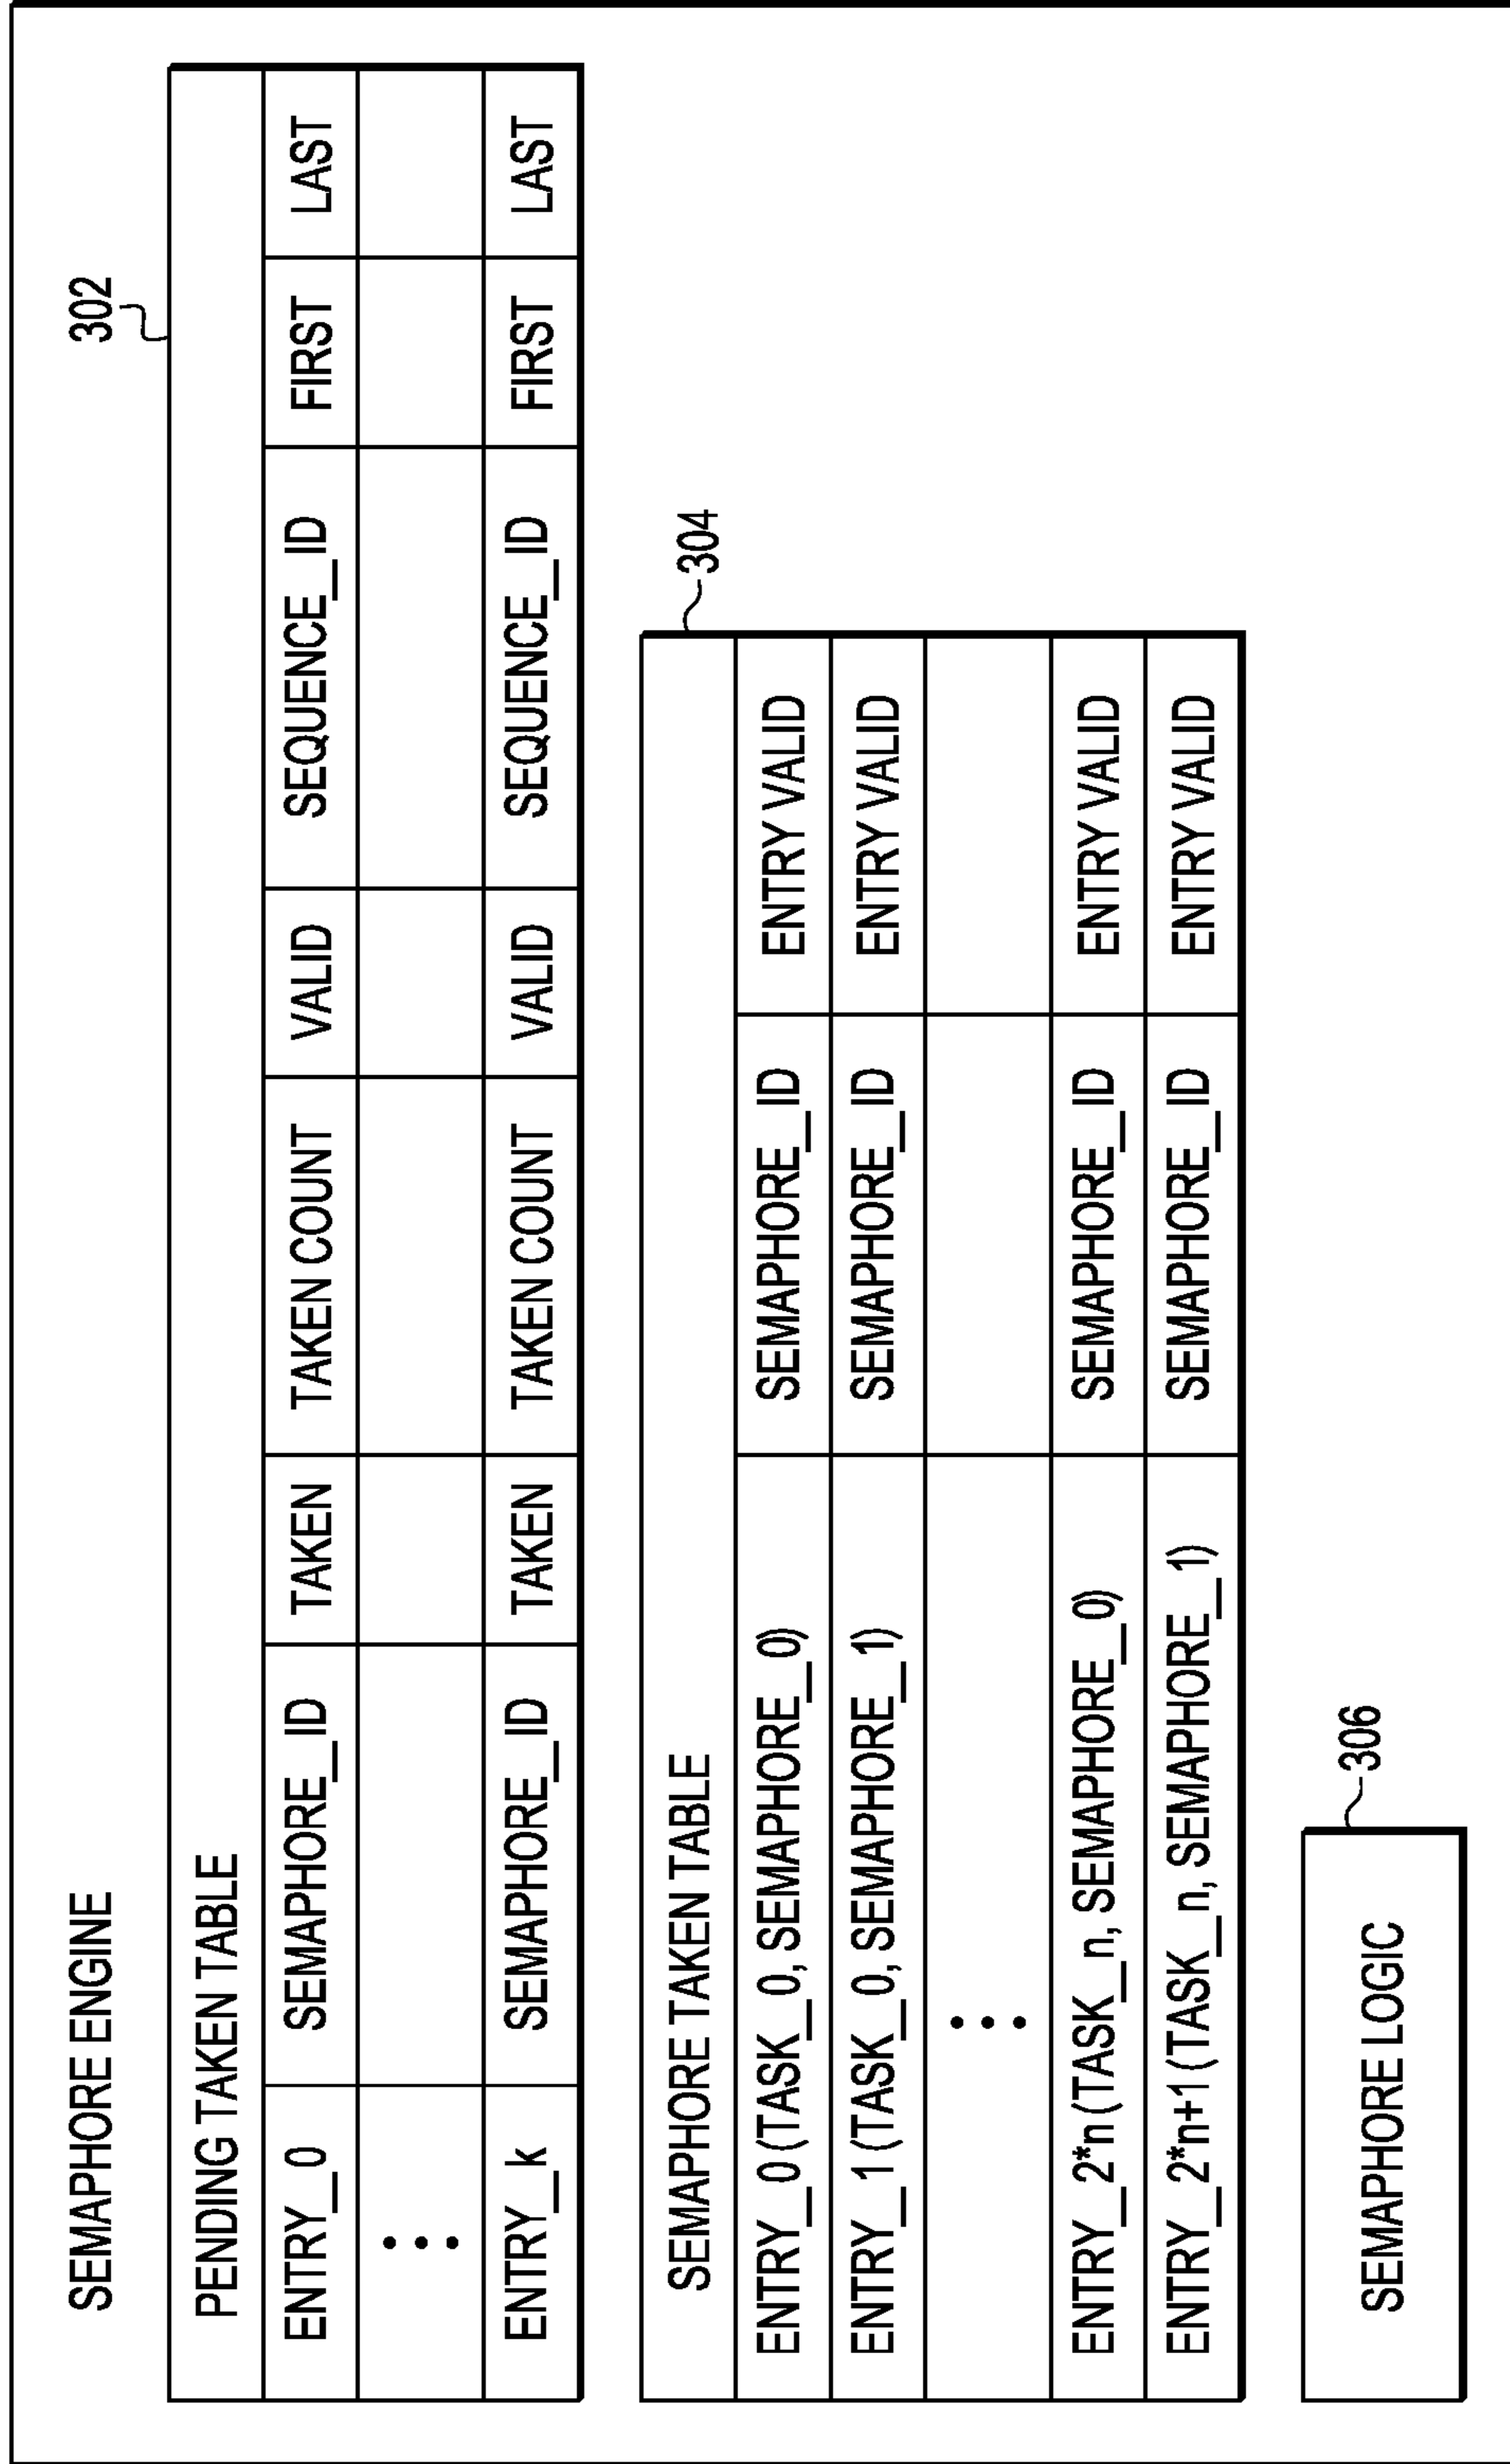 SEMAPHORE ENGINE
302
PENDING TAKEN TABLE
ENTRY_0 SEMAPHORE_ID TAKEN TAKEN COUNT VALID SEQUENCE_ID FIRST LAST
ENTRY_k SEMAPHORE_ID TAKEN TAKEN COUNT VALID SEQUENCE_ID FIRST LAST
304
SEMAPHORE TAKEN TABLE
ENTRY_0 (TASK_0, SEMAPHORE_0) SEMAPHORE_ID ENTRY VALID
ENTRY_1 (TASK_0, SEMAPHORE_1) SEMAPHORE_ID ENTRY VALID
ENTRY_2*n (TASK_n, SEMAPHORE_0) SEMAPHORE_ID ENTRY VALID
ENTRY_2*n+1 (TASK_n, SEMAPHORE_1) SEMAPHORE_ID ENTRY VALID
306
SEMAPHORE LOGIC